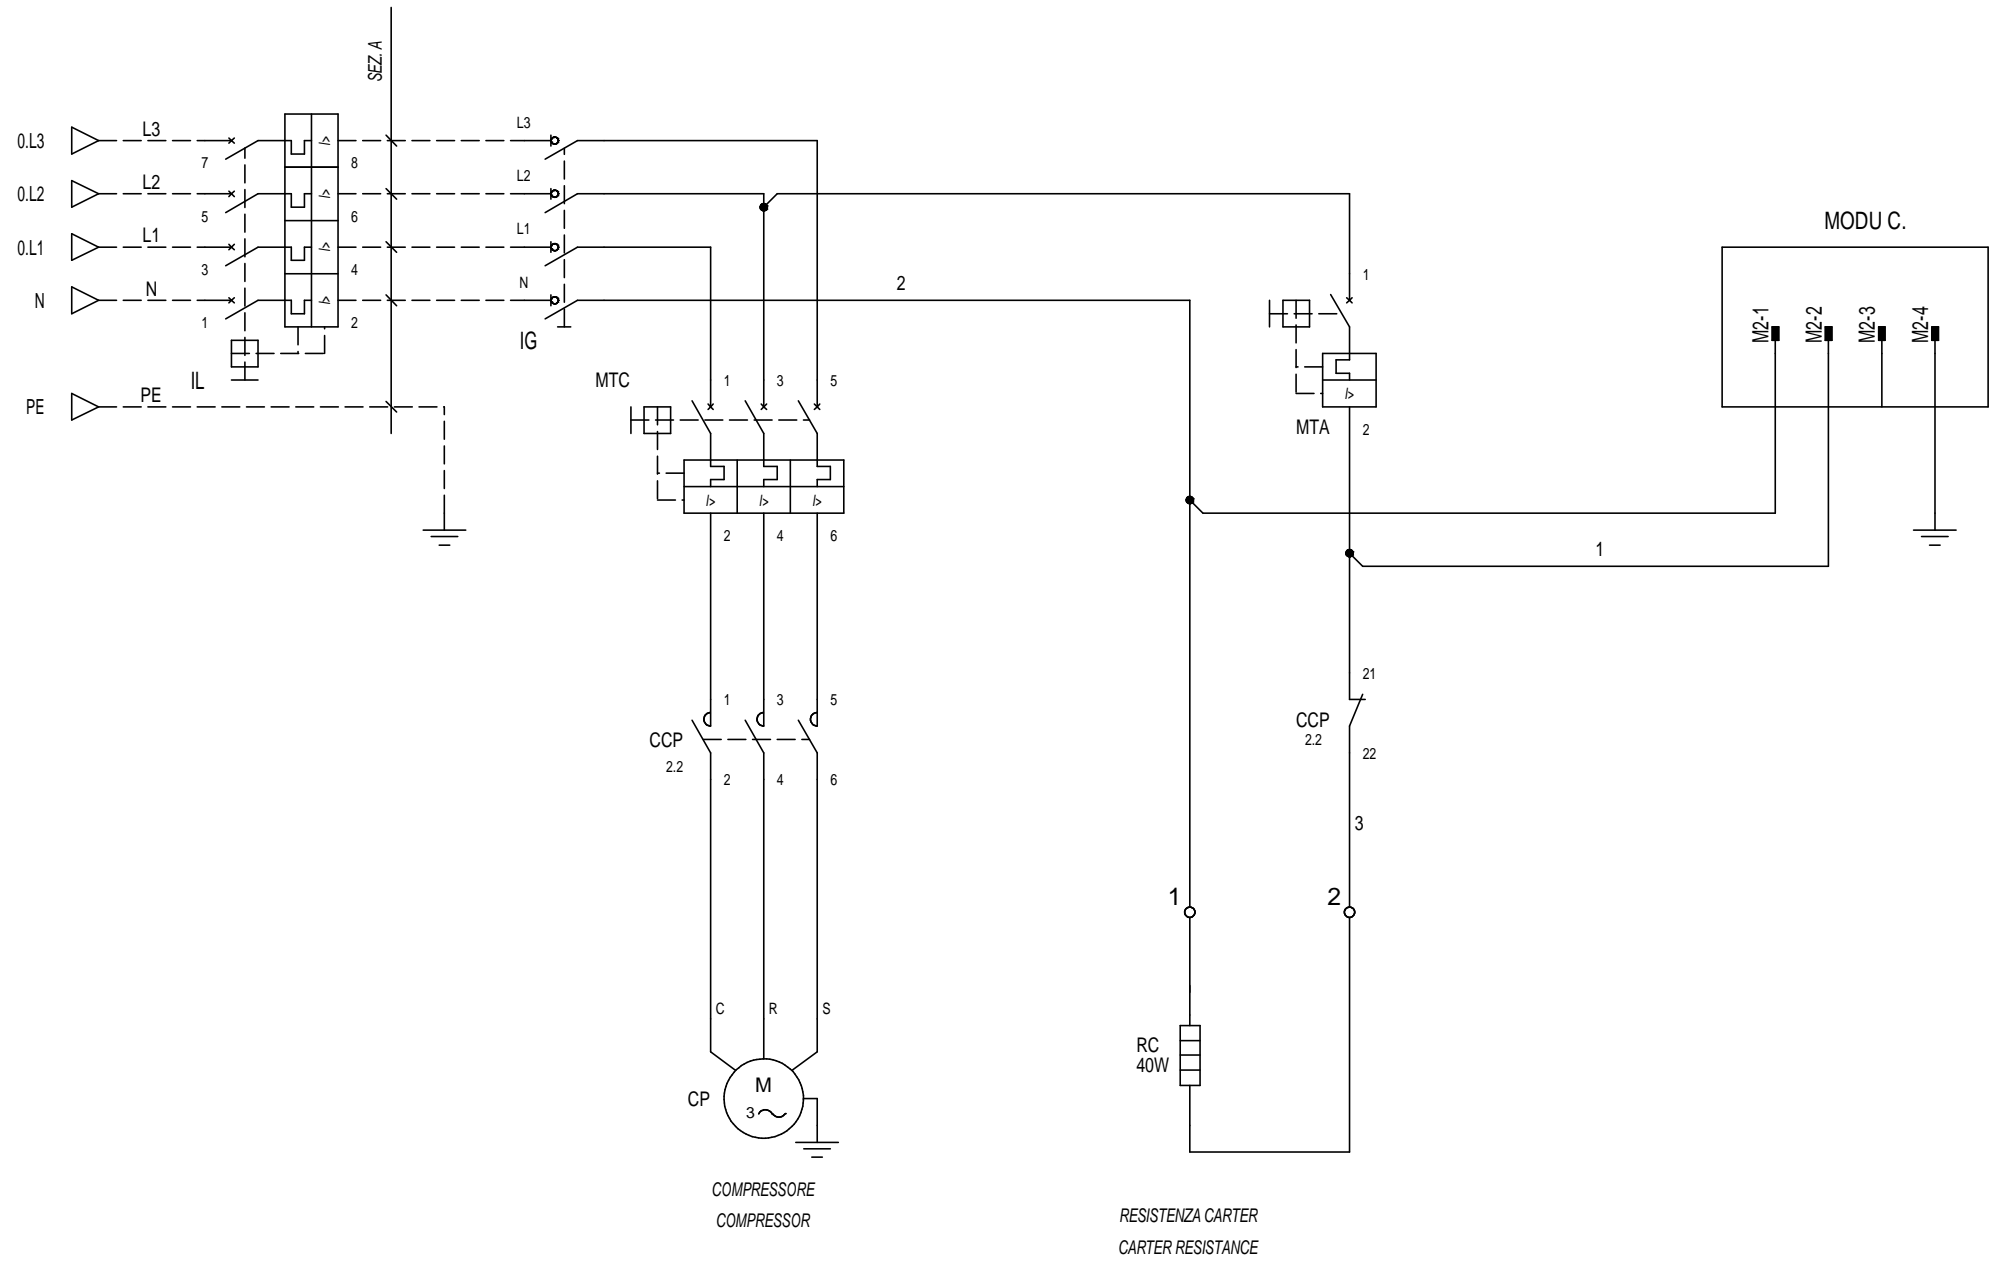 SEZ. A
0.L3 L3 7 8 L3
0.L2 L2 5 6 L2
0.L1 L1 3 4 L1
N N 1 2 N 2
IL
IG
PE PE
I>
I>
I>
I>
MODU C.
M2-1 M2-2 M2-3 M2-4
1
I>
MTA 2
MTC 1 3 5
I> I> I>
2 4 6
1
1 3 5
CCP
2.2
2 4 6
21
CCP
2.2
22
3
1 2
C R S
RC
40W
CP M
3
COMPRESSORE
COMPRESSOR
RESISTENZA CARTER
CARTER RESISTANCE